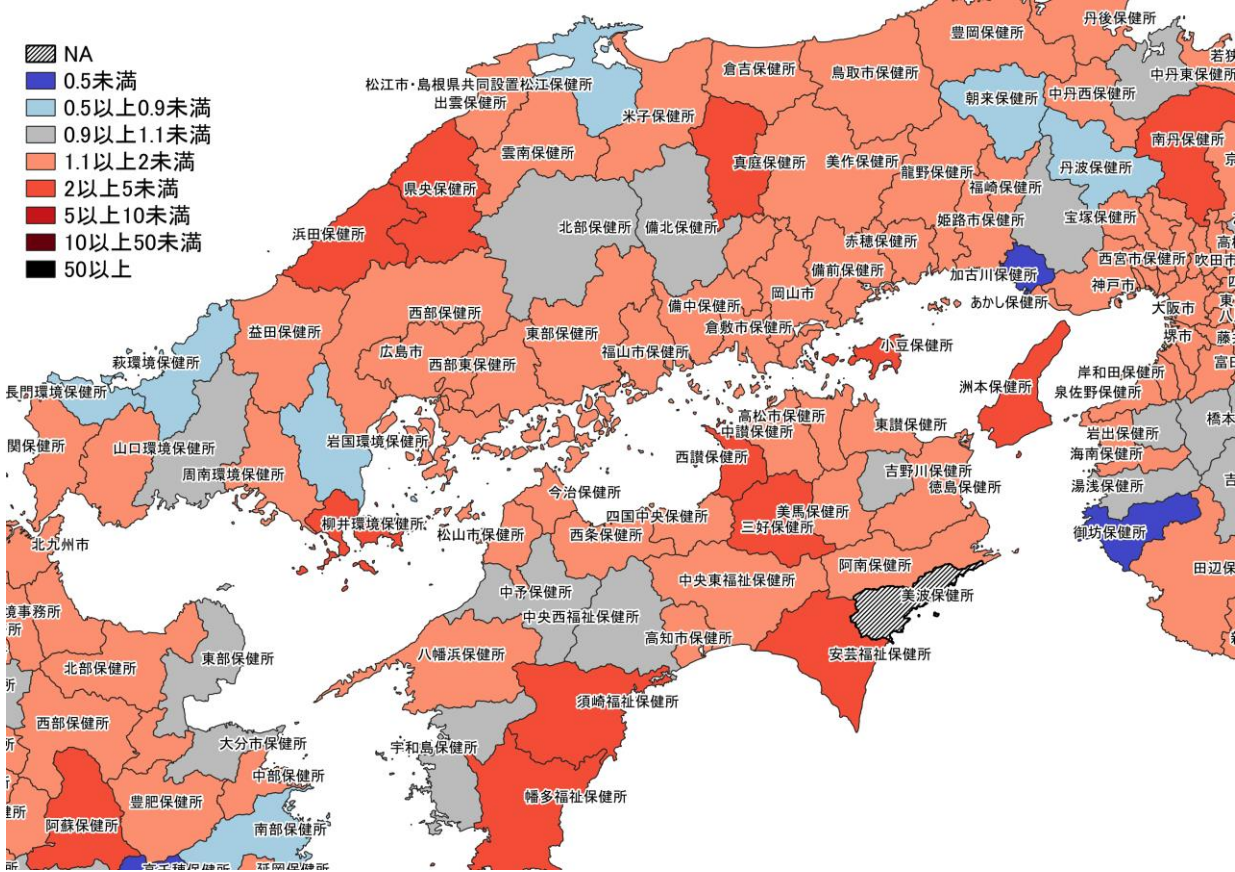 NA
0.5未満
0.5以上0.9未満
0.9以上1.1未満
1.1以上2未満
2以上5未満
5以上10未満
10以上50未満
50以上
丹後保健所
豊岡保健所
若狭
倉吉保健所
鳥取市保健所
中丹東保健所
松江市・島根県共同設置松江保健所
中丹西保健所
朝来保健所
出雲保健所
米子保健所
南丹保健所
雲南保健所
真庭保健所
美作保健所
龍野保健所
丹波保健所
県央保健所
福崎保健所
宝塚保健所
北部保健所
備北保健所
姫路市保健所
浜田保健所
赤穂保健所
西宮市保健所
吹田市
備前保健所
加古川保健所
神戸市
岡山市
あかし保健所
備中保健所
大阪市
西部保健所
倉敷市保健所
益田保健所
東部保健所
堺市
小豆保健所
広島市
福山市保健所
西部東保健所
萩環境保健所
岸和田保健所
洲本保健所
長門環境保健所
泉佐野保健所
高松市保健所
東讃保健所
中讃保健所
岩出保健所
橋本
岩国環境保健所
関保健所
山口環境保健所
西讃保健所
海南保健所
周南環境保健所
吉野川保健所
徳島保健所
湯浅保健所
今治保健所
美馬保健所
四国中央保健所
三好保健所
柳井環境保健所
御坊保健所
松山市保健所
西条保健所
北九州市
阿南保健所
田辺保
中央東福祉保健所
中予保健所
美波保健所
境事務所
中央西福祉保健所
高知市保健所
八幡浜保健所
安芸福祉保健所
東部保健所
北部保健所
須崎福祉保健所
西部保健所
大分市保健所
宇和島保健所
中部保健所
豊肥保健所
幡多福祉保健所
阿蘇保健所
南部保健所
高千穂保健所
延岡保健所